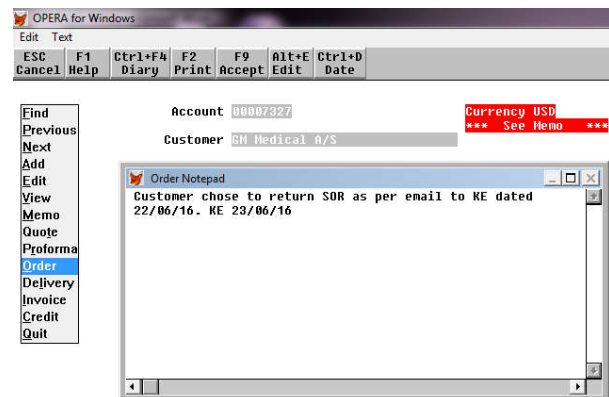 OPERA for Windows
Edit Text
ESC F1 Ctrl+F4 F2 F9 Alt+E Ctrl+D
Cancel Help Diary Print Accept Edit Date
Find
Previous
Next
Add
Edit
View
Memo
Quote
Proforma
Order
Delivery
Invoice
Credit
Quit
Account 00007327
Customer GM Medical A/S
Currency USD
*** See Memo ***
Order Notepad
Customer chose to return SOR as per email to KE dated
22/06/16. KE 23/06/16